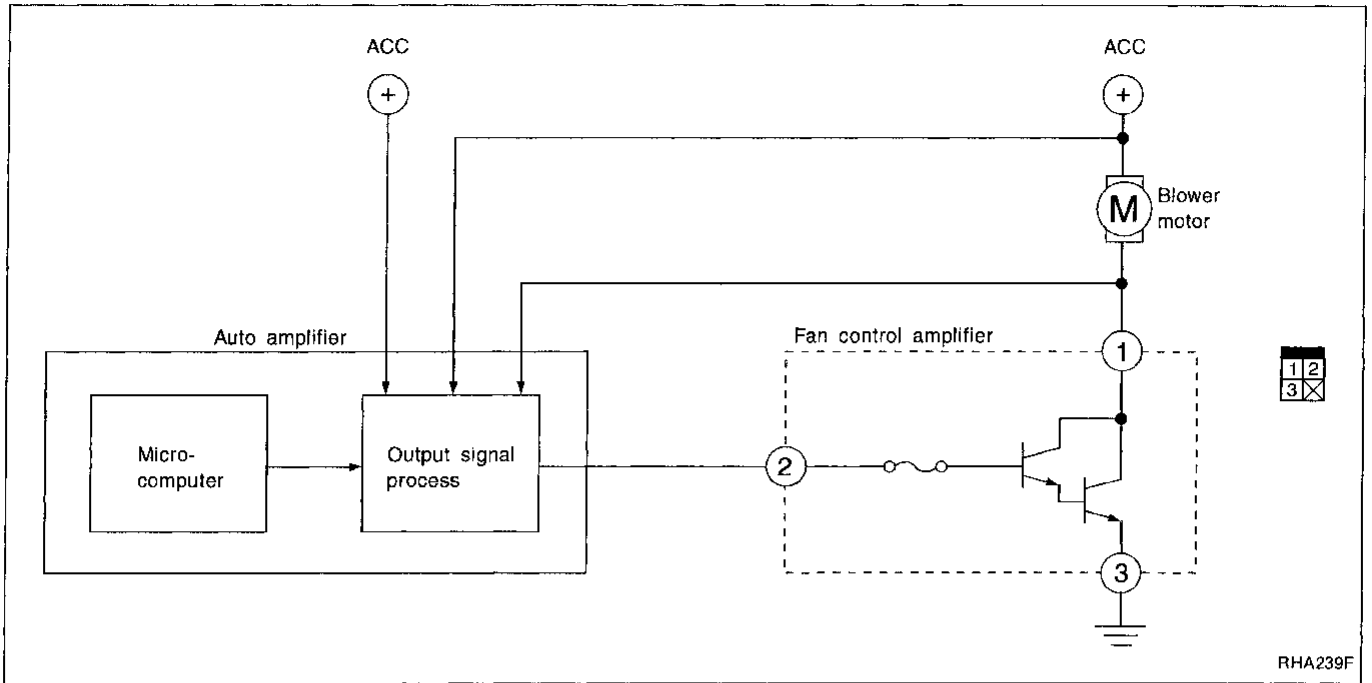 ACC
ACC
+
+
M
Blower
motor
Auto amplifier
Fan control amplifier
1
1 2
3
Micro-
computer
Output signal
process
2
3
RHA239F